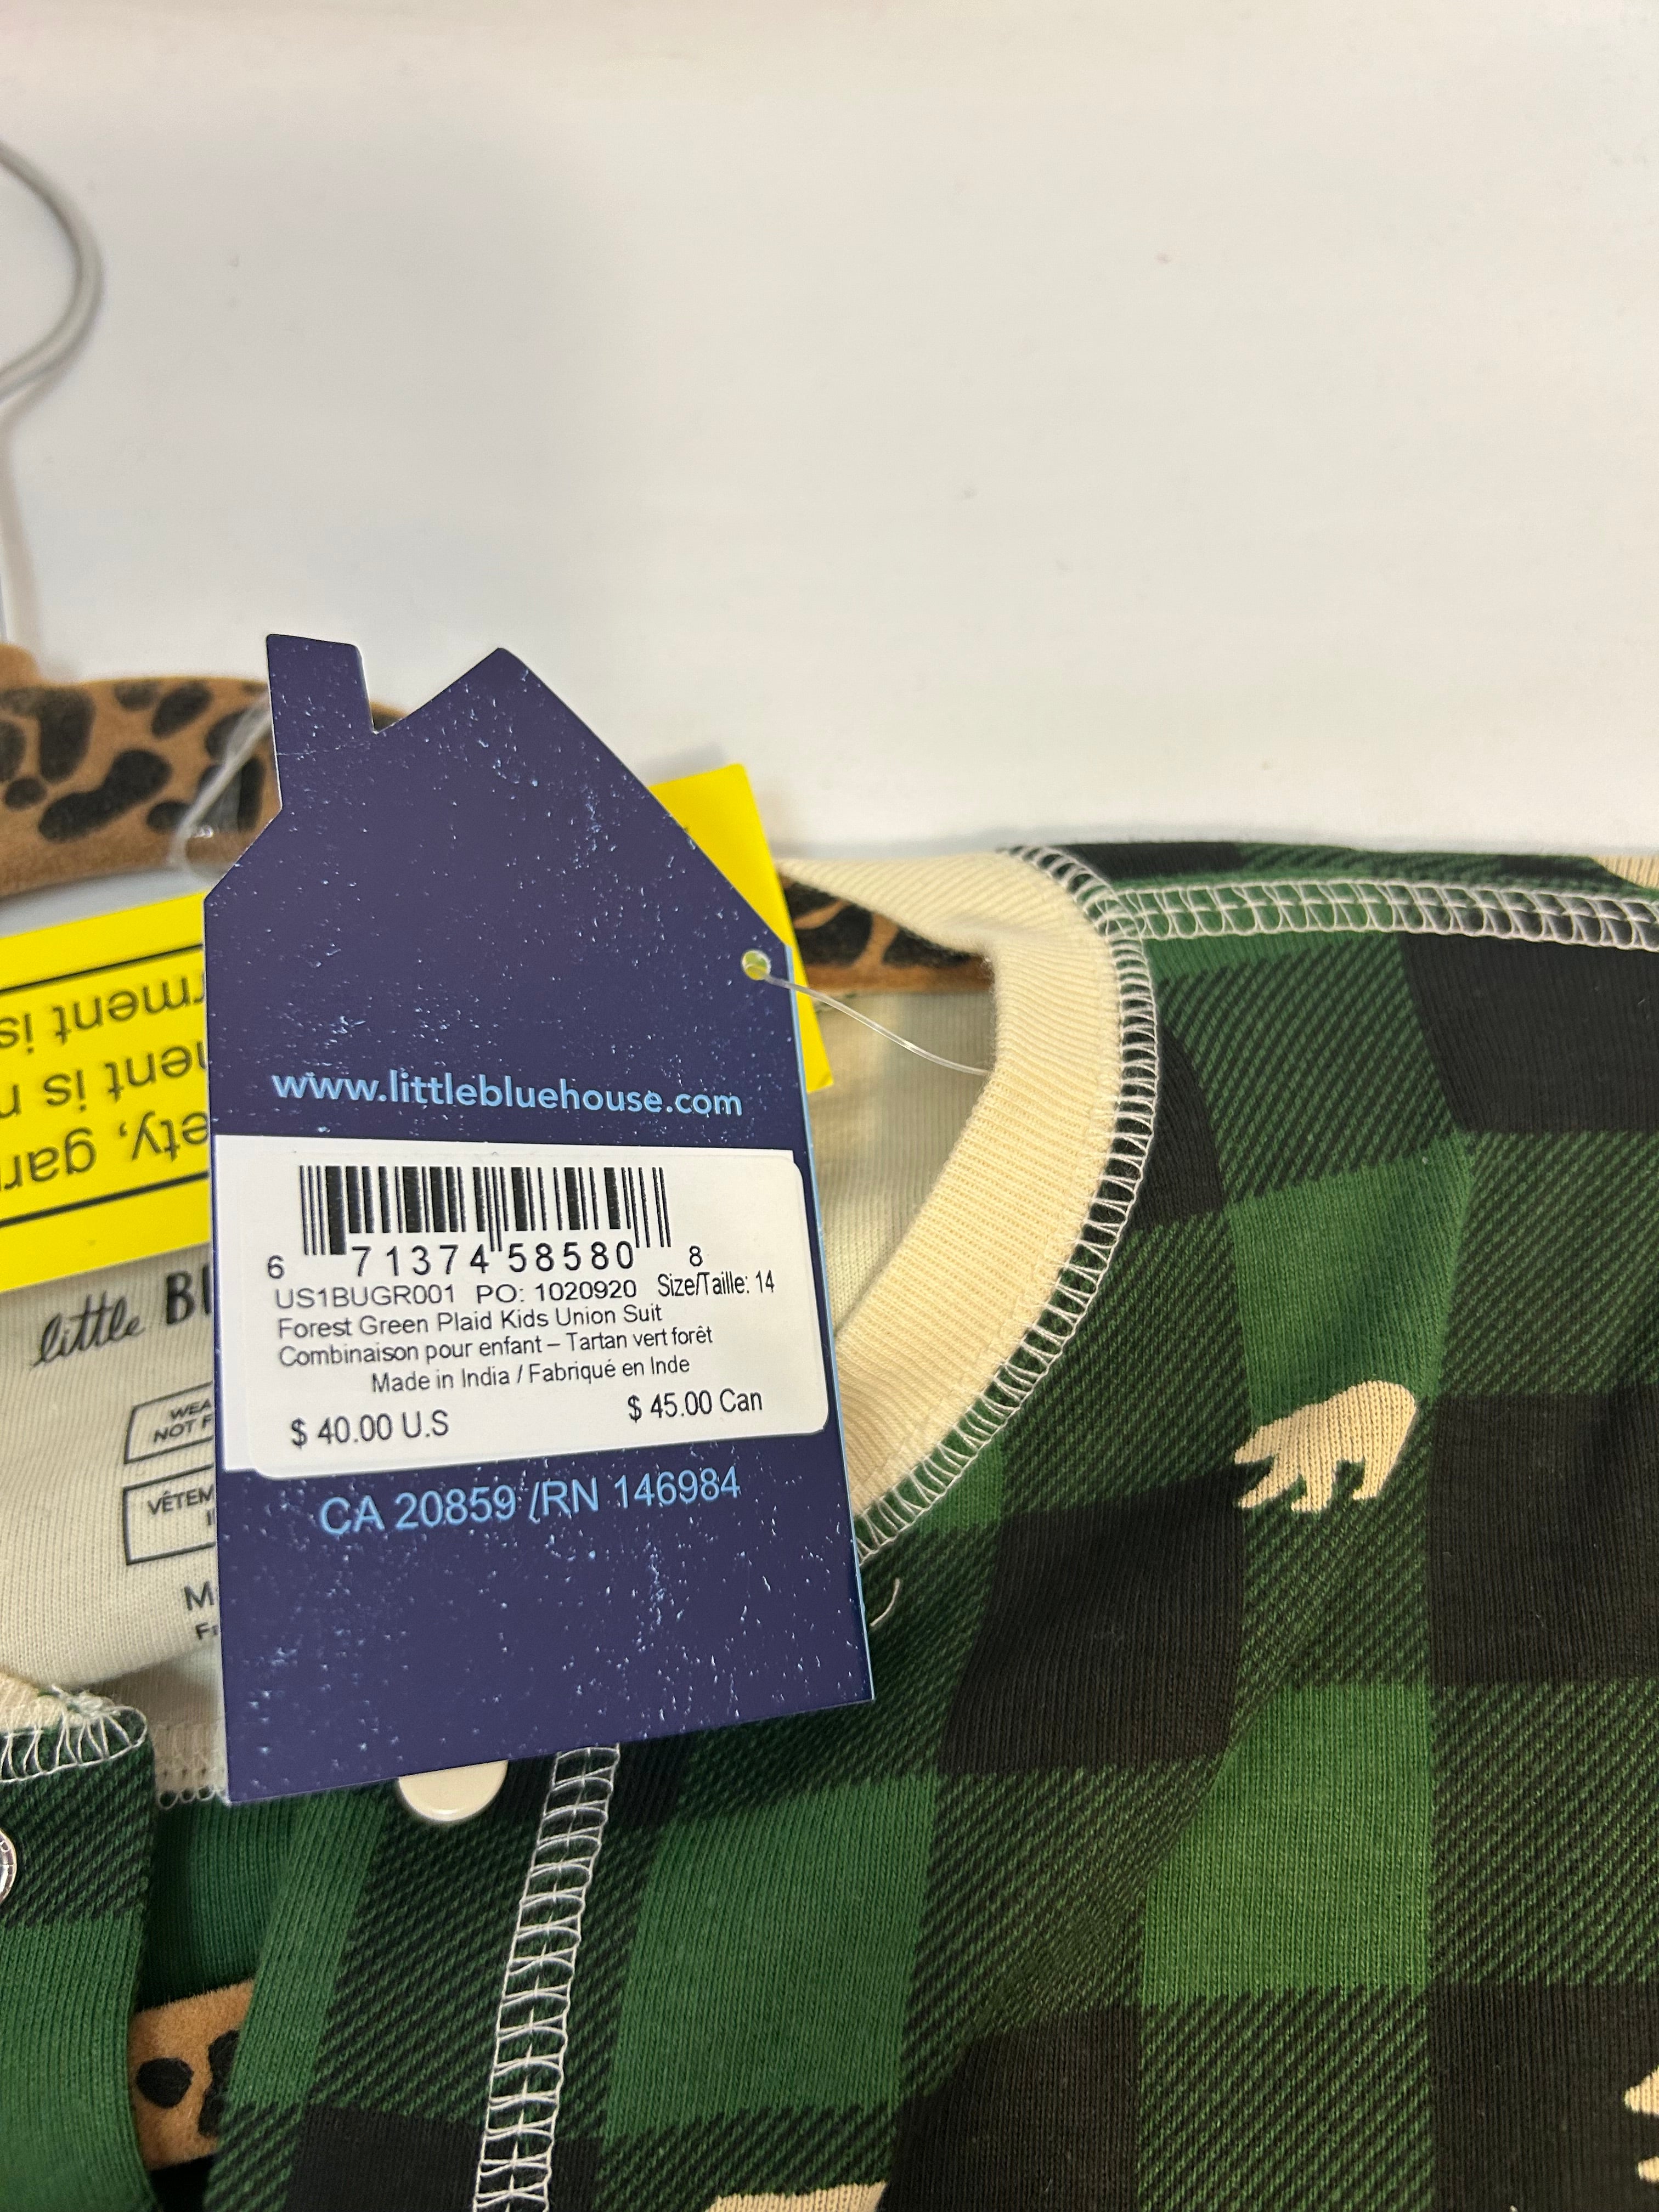 www.littlebluehouse.com
6 71374 58580 8
US1BUGR001 PO: 1020920 Size/Taille: 14
Forest Green Plaid Kids Union Suit
Combinaison pour enfant – Tartan vert forêt
Made in India / Fabriqué en Inde
$ 40.00 U.S $ 45.00 Can
CA 20859 /RN 146984
ety, gar
ment is
little
NOT